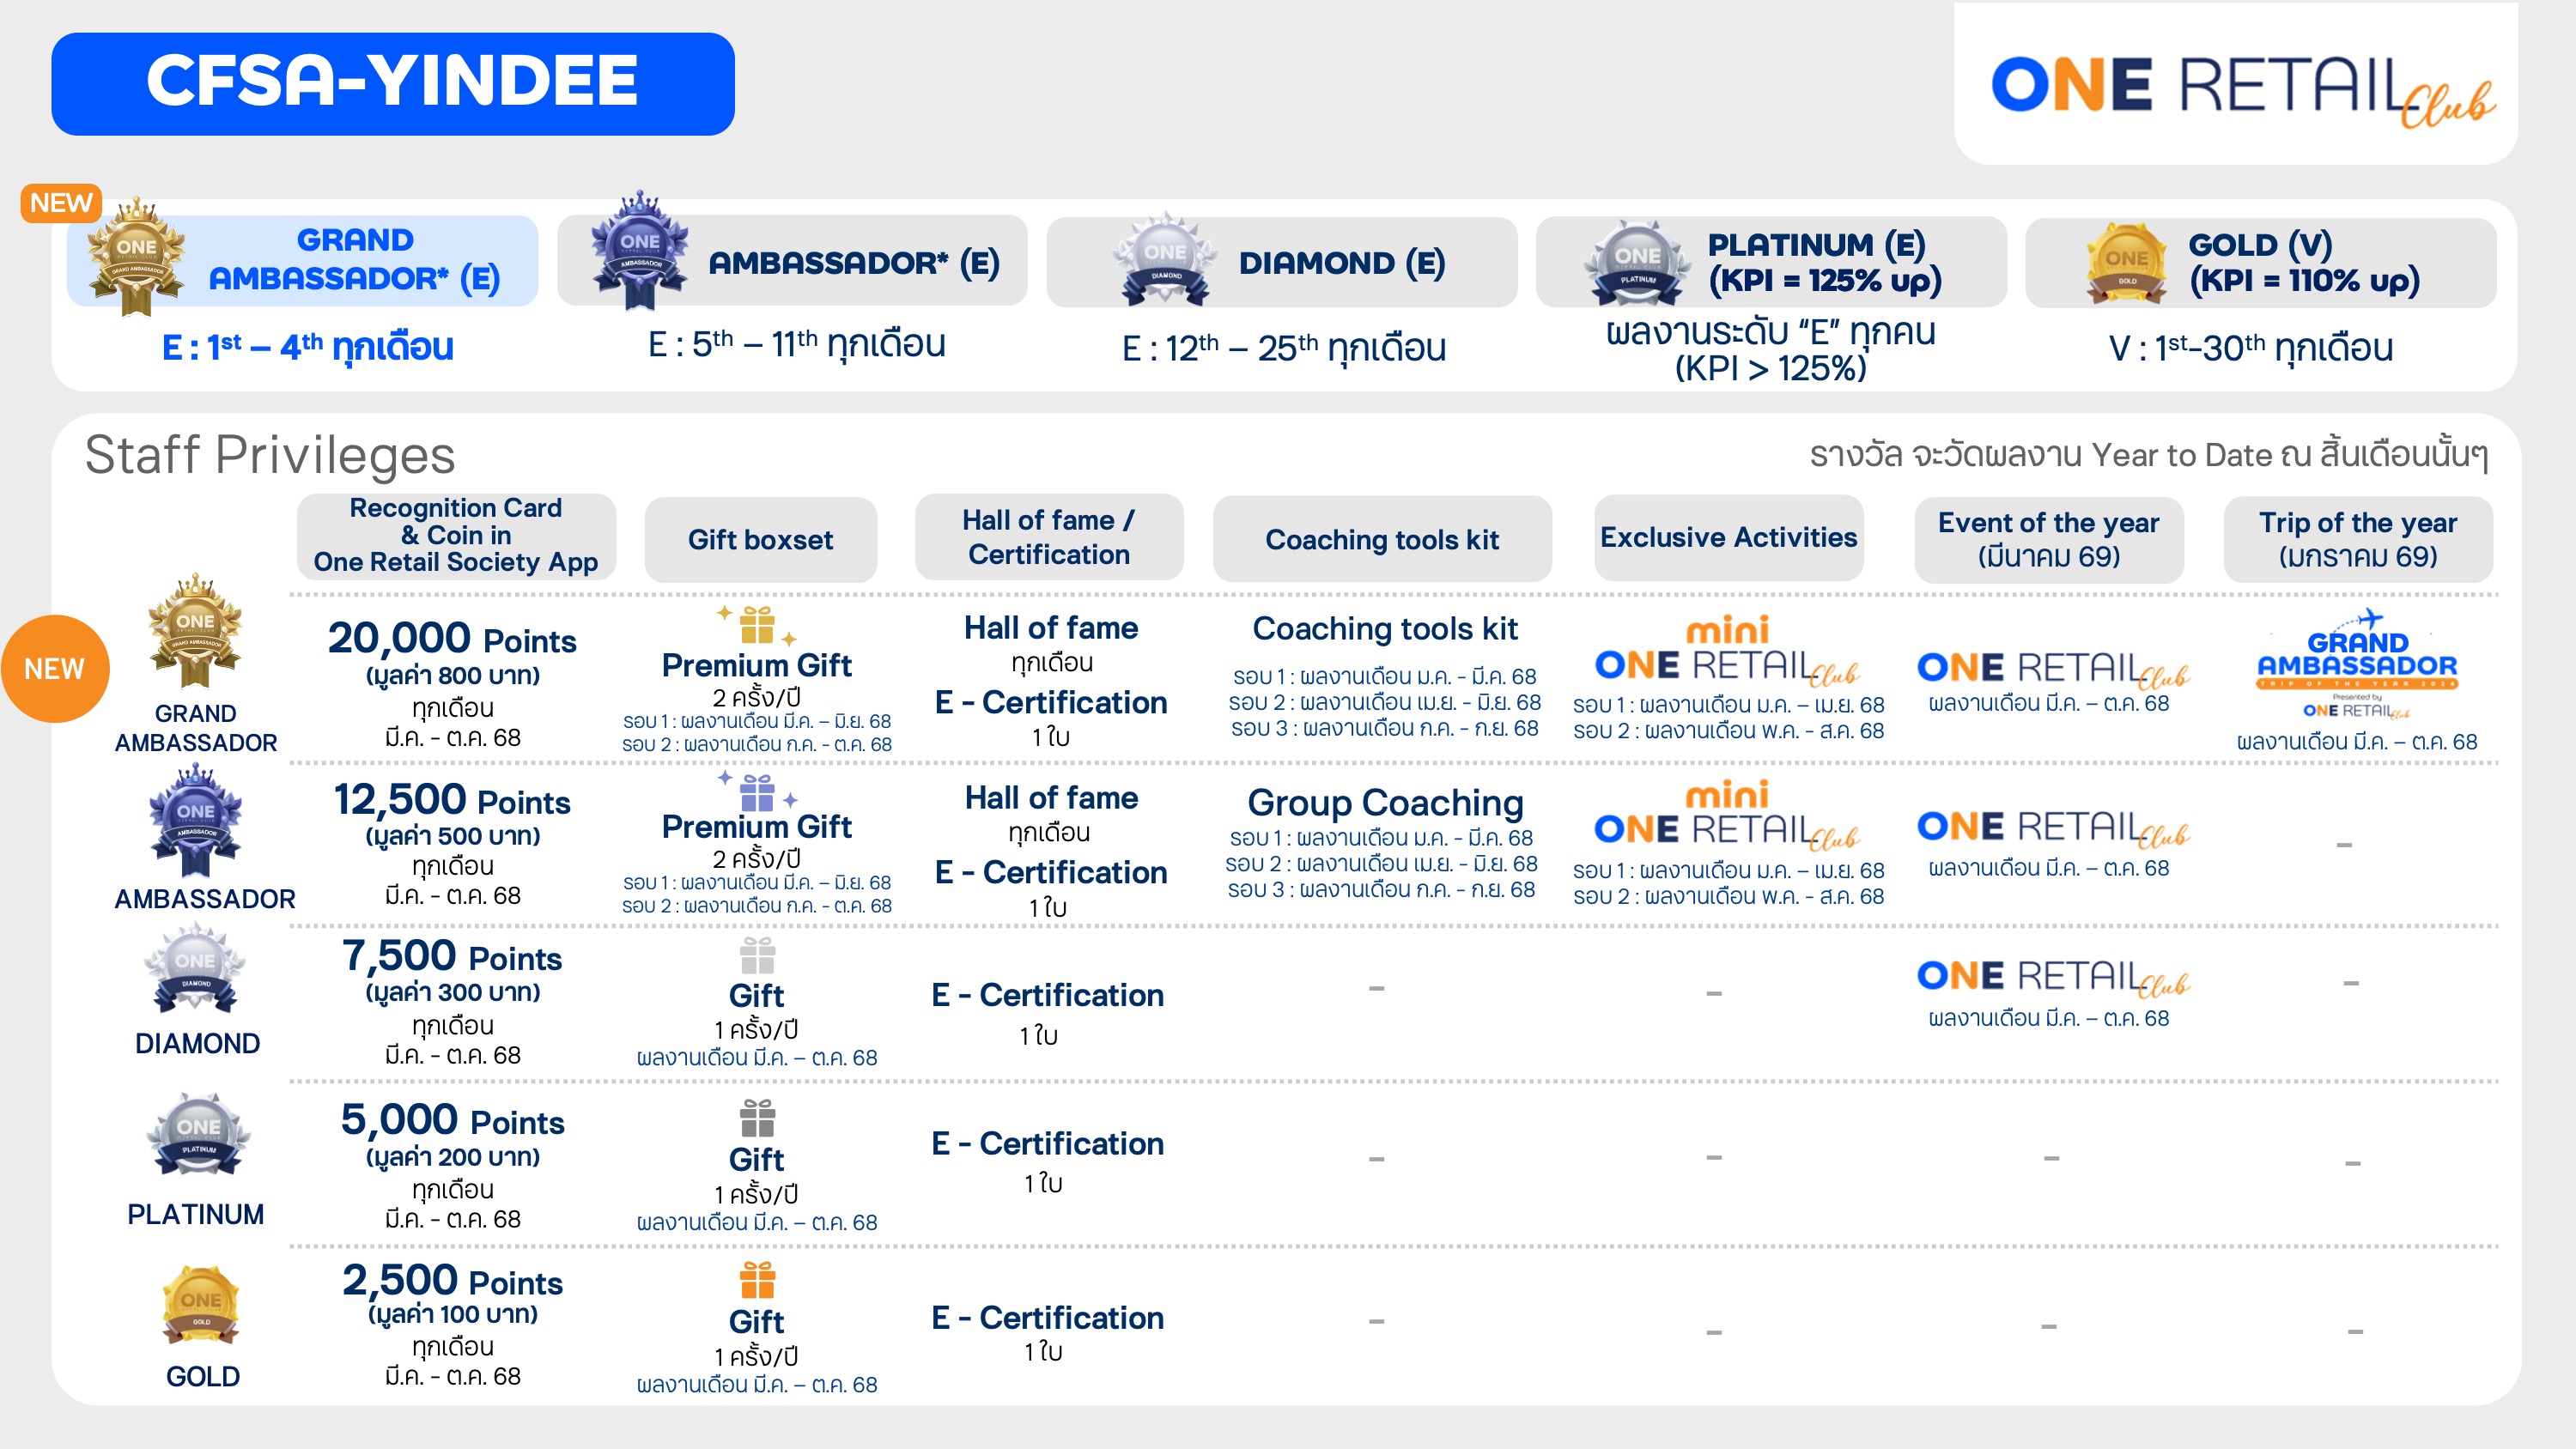 CFSA-YINDEE
ONE RETAIL Club
NEW
ONE
GRAND AMBASSADOR
GRAND
AMBASSADOR* (E)
E : 1st – 4th ทุกเดือน
ONE
AMBASSADOR
AMBASSADOR* (E)
E : 5th – 11th ทุกเดือน
ONE
DIAMOND
DIAMOND (E)
E : 12th – 25th ทุกเดือน
ONE
PLATINUM
PLATINUM (E)
(KPI = 125% up)
ผลงานระดับ “E” ทุกคน
(KPI > 125%)
ONE
GOLD
GOLD (V)
(KPI = 110% up)
V : 1st-30th ทุกเดือน
Staff Privileges
รางวัล จะวัดผลงาน Year to Date ณ สิ้นเดือนนั้นๆ
Recognition Card
& Coin in
One Retail Society App
Gift boxset
Hall of fame /
Certification
Coaching tools kit
Exclusive Activities
Event of the year
(มีนาคม 69)
Trip of the year
(มกราคม 69)
NEW
ONE
GRAND AMBASSADOR
GRAND
AMBASSADOR
20,000 Points
(มูลค่า 800 บาท)
ทุกเดือน
มี.ค. - ต.ค. 68
Premium Gift
2 ครั้ง/ปี
รอบ 1 : ผลงานเดือน มี.ค. – มิ.ย. 68
รอบ 2 : ผลงานเดือน ก.ค. - ต.ค. 68
Hall of fame
ทุกเดือน
E - Certification
1 ใบ
Coaching tools kit
รอบ 1 : ผลงานเดือน ม.ค. - มี.ค. 68
รอบ 2 : ผลงานเดือน เม.ย. - มิ.ย. 68
รอบ 3 : ผลงานเดือน ก.ค. - ก.ย. 68
mini
ONE RETAIL Club
รอบ 1 : ผลงานเดือน ม.ค. – เม.ย. 68
รอบ 2 : ผลงานเดือน พ.ค. - ส.ค. 68
ONE RETAIL Club
ผลงานเดือน มี.ค. – ต.ค. 68
GRAND
AMBASSADOR
TRIP OF THE YEAR 2024
Presented by
ONE RETAIL Club
ผลงานเดือน มี.ค. – ต.ค. 68
ONE
AMBASSADOR
AMBASSADOR
12,500 Points
(มูลค่า 500 บาท)
ทุกเดือน
มี.ค. - ต.ค. 68
Premium Gift
2 ครั้ง/ปี
รอบ 1 : ผลงานเดือน มี.ค. – มิ.ย. 68
รอบ 2 : ผลงานเดือน ก.ค. - ต.ค. 68
Hall of fame
ทุกเดือน
E - Certification
1 ใบ
Group Coaching
รอบ 1 : ผลงานเดือน ม.ค. - มี.ค. 68
รอบ 2 : ผลงานเดือน เม.ย. - มิ.ย. 68
รอบ 3 : ผลงานเดือน ก.ค. - ก.ย. 68
mini
ONE RETAIL Club
รอบ 1 : ผลงานเดือน ม.ค. – เม.ย. 68
รอบ 2 : ผลงานเดือน พ.ค. - ส.ค. 68
ONE RETAIL Club
ผลงานเดือน มี.ค. – ต.ค. 68
-
ONE
DIAMOND
DIAMOND
7,500 Points
(มูลค่า 300 บาท)
ทุกเดือน
มี.ค. - ต.ค. 68
Gift
1 ครั้ง/ปี
ผลงานเดือน มี.ค. – ต.ค. 68
E - Certification
1 ใบ
-
-
ONE RETAIL Club
ผลงานเดือน มี.ค. – ต.ค. 68
-
ONE
PLATINUM
PLATINUM
5,000 Points
(มูลค่า 200 บาท)
ทุกเดือน
มี.ค. - ต.ค. 68
Gift
1 ครั้ง/ปี
ผลงานเดือน มี.ค. – ต.ค. 68
E - Certification
1 ใบ
-
-
-
-
ONE
GOLD
GOLD
2,500 Points
(มูลค่า 100 บาท)
ทุกเดือน
มี.ค. - ต.ค. 68
Gift
1 ครั้ง/ปี
ผลงานเดือน มี.ค. – ต.ค. 68
E - Certification
1 ใบ
-
-
-
-